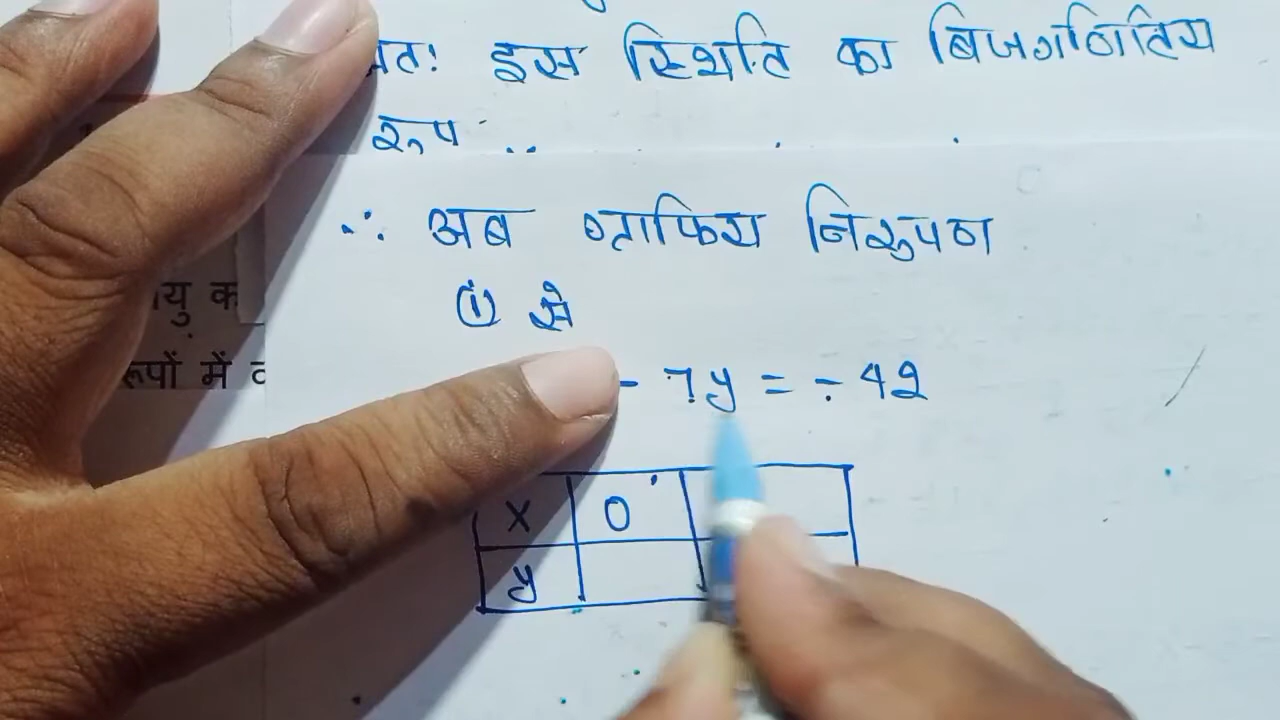 अत: इस स्थिति का बिजगणितिय
रूप
∴ अब ग्राफिय निरुपण
(i) से
- 7y = - 42
यु क
रूपों में
x 0
y